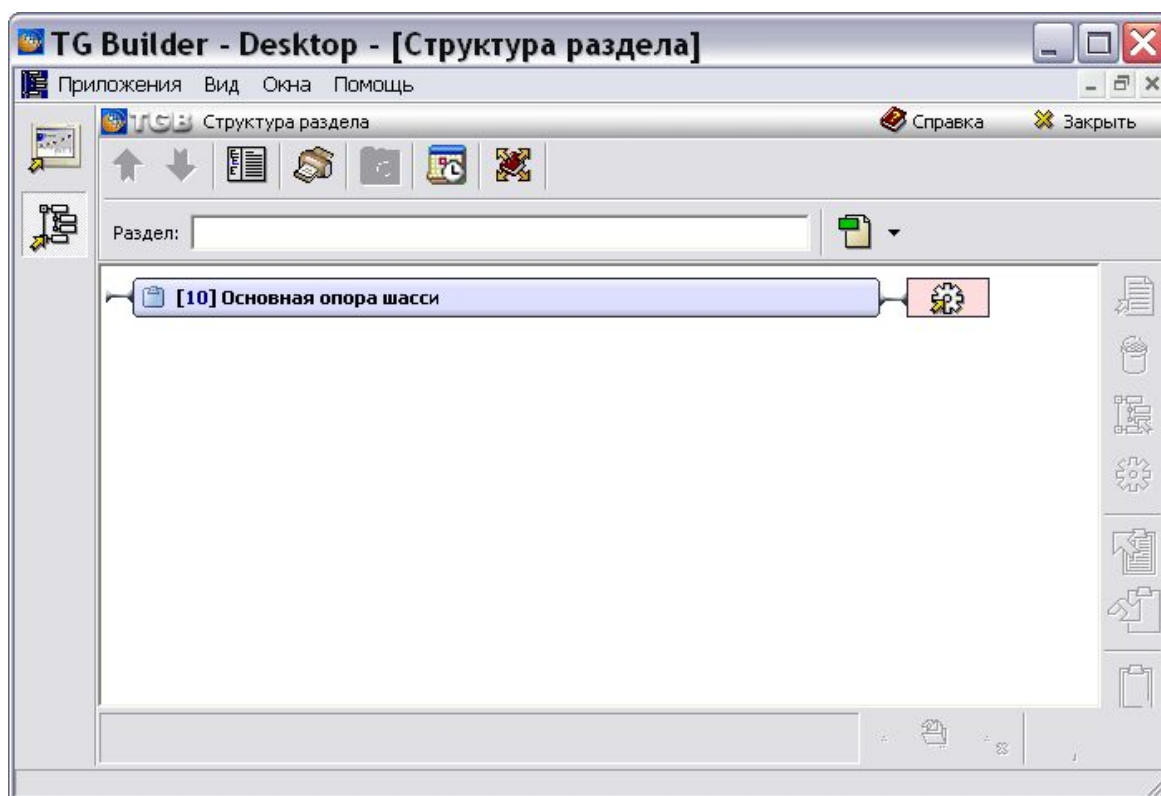 TG Builder - Desktop - [Структура раздела]
Приложения Вид Окна Помощь
TGB Структура раздела Справка Закрыть
Раздел:
[10] Основная опора шасси